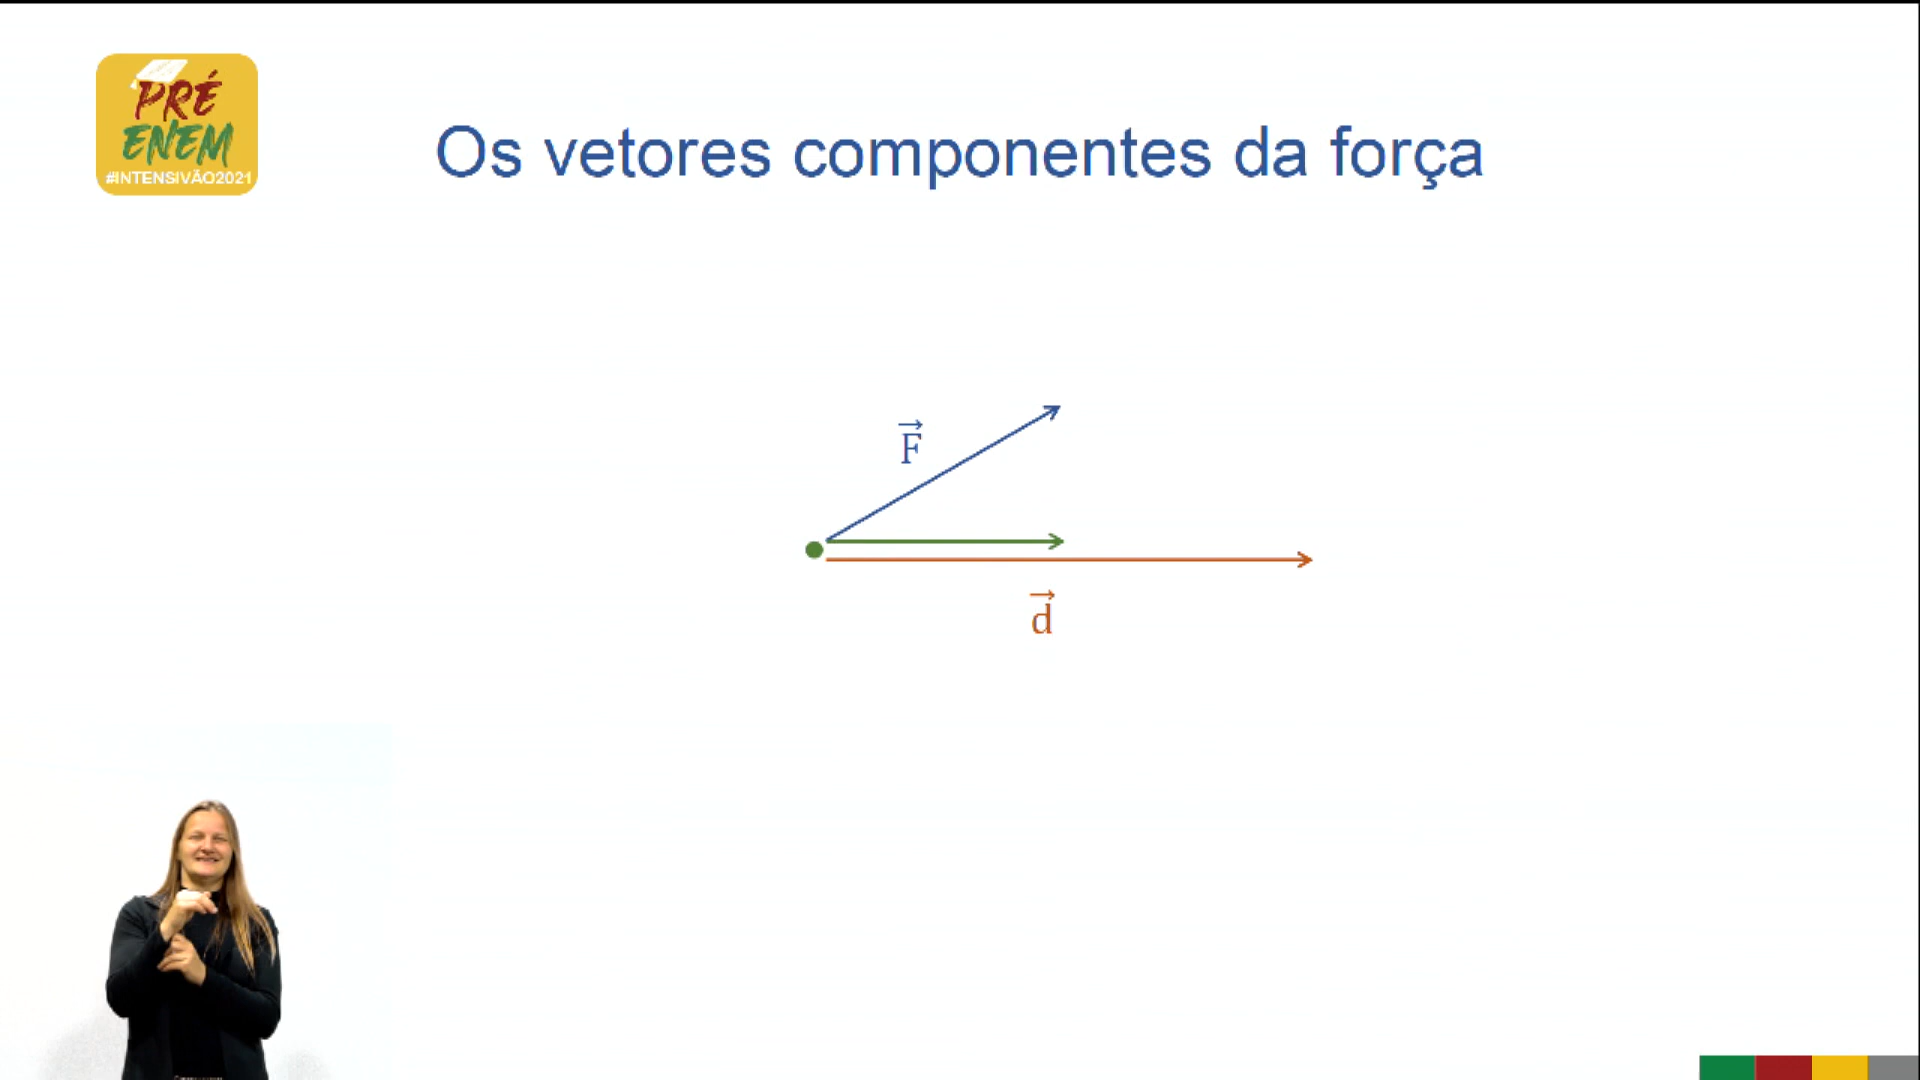 PRÉ
ENEM
#INTENSIVÃO2021
Os vetores componentes da força
F
d